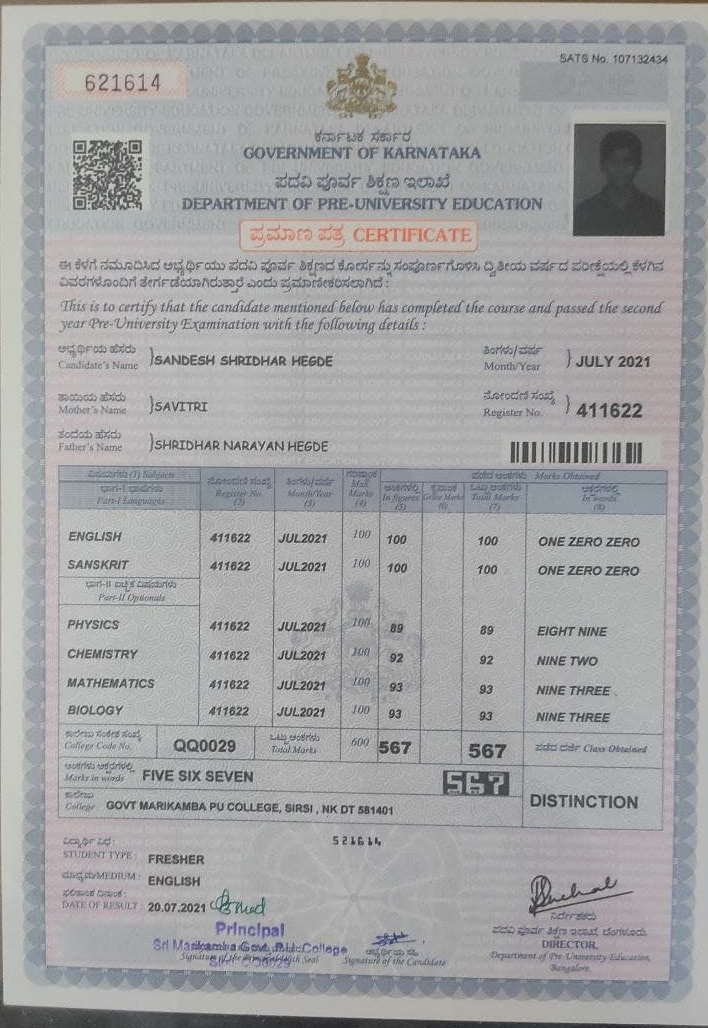 SATS No. 107132434
621614
ಕರ್ನಾಟಕ ಸರ್ಕಾರ
GOVERNMENT OF KARNATAKA
ಪದವಿ ಪೂರ್ವ ಶಿಕ್ಷಣ ಇಲಾಖೆ
DEPARTMENT OF PRE-UNIVERSITY EDUCATION
ಪ್ರಮಾಣ ಪತ್ರ CERTIFICATE
ಈ ಕೆಳಗೆ ನಮೂದಿಸಿದ ಅಭ್ಯರ್ಥಿಯು ಪದವಿ ಪೂರ್ವ ಶಿಕ್ಷಣದ ಕೋರ್ಸನ್ನು ಸಂಪೂರ್ಣಗೊಳಿಸಿ ದ್ವಿತೀಯ ವರ್ಷದ ಪರೀಕ್ಷೆಯಲ್ಲಿ ಕೆಳಗಿನ
ವಿವರಗಳೊಂದಿಗೆ ತೇರ್ಗಡೆಯಾಗಿರುತ್ತಾರೆ ಎಂದು ಪ್ರಮಾಣೀಕರಿಸಲಾಗಿದೆ :
This is to certify that the candidate mentioned below has completed the course and passed the second
year Pre-University Examination with the following details :
ಅಭ್ಯರ್ಥಿಯ ಹೆಸರು
Candidate's Name } SANDESH SHRIDHAR HEGDE
ತಿಂಗಳು/ವರ್ಷ
Month/Year } JULY 2021
ತಾಯಿಯ ಹೆಸರು
Mother's Name } SAVITRI
ನೋಂದಣಿ ಸಂಖ್ಯೆ
Register No. } 411622
ತಂದೆಯ ಹೆಸರು
Father's Name } SHRIDHAR NARAYAN HEGDE
ವಿಷಯಗಳು (1) Subjects
ಭಾಗ-I ಭಾಷೆಗಳು
Part-I Languages
ನೋಂದಣಿ ಸಂಖ್ಯೆ
Register No.
(2)
ತಿಂಗಳು/ವರ್ಷ
Month/Year
(3)
ಗರಿಷ್ಠಾಂಕ
Max
Marks
(4)
ಪಡೆದ ಅಂಕಗಳು Marks Obtained
ಅಂಕಿಗಳಲ್ಲಿ
In figures
(5)
ಕೃಪಾಂಕ
Grace Marks
(6)
ಒಟ್ಟು ಅಂಕಗಳು
Total Marks
(7)
ಅಕ್ಷರಗಳಲ್ಲಿ
In words
(8)
ENGLISH 411622 JUL2021 100 100 100 ONE ZERO ZERO
SANSKRIT 411622 JUL2021 100 100 100 ONE ZERO ZERO
ಭಾಗ-II ಐಚ್ಛಿಕ ವಿಷಯಗಳು
Part-II Optionals
PHYSICS 411622 JUL2021 100 89 89 EIGHT NINE
CHEMISTRY 411622 JUL2021 100 92 92 NINE TWO
MATHEMATICS 411622 JUL2021 100 93 93 NINE THREE
BIOLOGY 411622 JUL2021 100 93 93 NINE THREE
ಕಾಲೇಜು ಸಂಕೇತ ಸಂಖ್ಯೆ
College Code No. QQ0029
ಒಟ್ಟು ಅಂಕಗಳು
Total Marks 600 567 567
ಪಡೆದ ದರ್ಜೆ Class Obtained
ಅಂಕಗಳು ಅಕ್ಷರಗಳಲ್ಲಿ
Marks in words FIVE SIX SEVEN 567
ಕಾಲೇಜು
College : GOVT MARIKAMBA PU COLLEGE, SIRSI , NK DT 581401
DISTINCTION
521614
ವಿದ್ಯಾರ್ಥಿ ವಿಧ :
STUDENT TYPE : FRESHER
ಮಾಧ್ಯಮ/MEDIUM : ENGLISH
ಫಲಿತಾಂಶ ದಿನಾಂಕ :
DATE OF RESULT : 20.07.2021
Principal
Sri Marikamba Govt. P.U. College
ಅಭ್ಯರ್ಥಿಯ ಸಹಿ
Signature of the Candidate
ನಿರ್ದೇಶಕರು
ಪದವಿ ಪೂರ್ವ ಶಿಕ್ಷಣ ಇಲಾಖೆ, ಬೆಂಗಳೂರು.
DIRECTOR,
Department of Pre-University Education,
Bangalore.